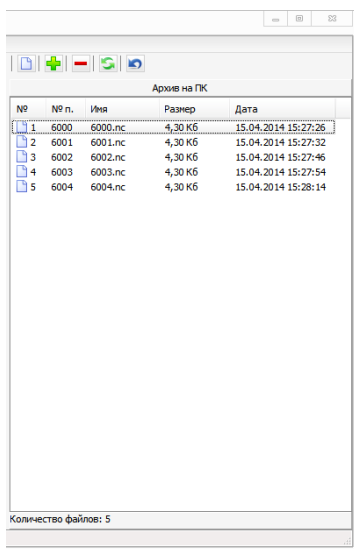 Архив на ПК
№ № п. Имя Размер Дата
1 6000 6000.nc 4,30 Кб 15.04.2014 15:27:26
2 6001 6001.nc 4,30 Кб 15.04.2014 15:27:32
3 6002 6002.nc 4,30 Кб 15.04.2014 15:27:46
4 6003 6003.nc 4,30 Кб 15.04.2014 15:27:54
5 6004 6004.nc 4,30 Кб 15.04.2014 15:28:14
Количество файлов: 5